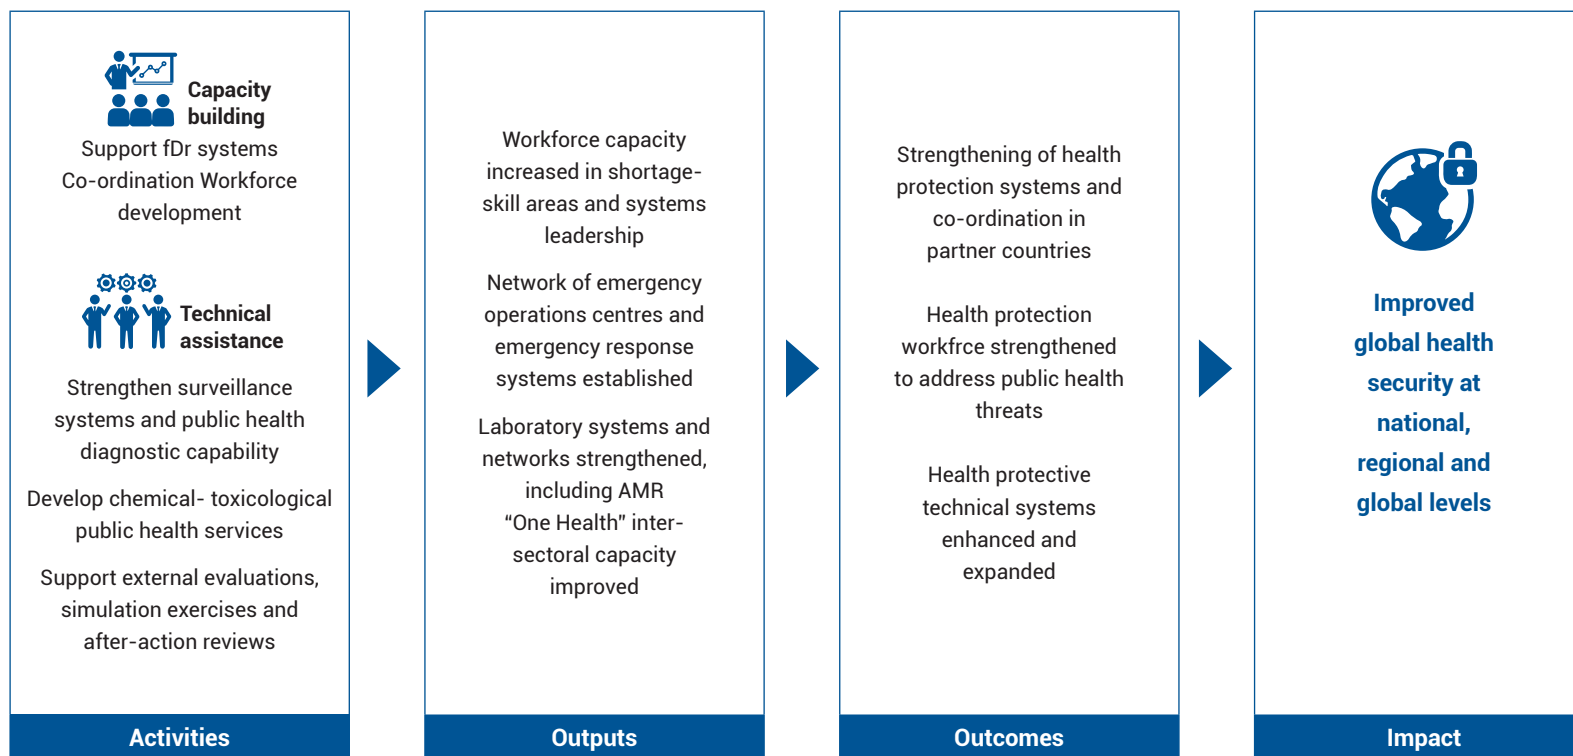 Capacity
building
Support fDr systems
Co-ordination Workforce
development
Technical
assistance
Strengthen surveillance
systems and public health
diagnostic capability
Develop chemical- toxicological
public health services
Support external evaluations,
simulation exercises and
after-action reviews
Activities
Workforce capacity
increased in shortage-
skill areas and systems
leadership
Network of emergency
operations centres and
emergency response
systems established
Laboratory systems and
networks strengthened,
including AMR
“One Health” inter-
sectoral capacity
improved
Outputs
Strengthening of health
protection systems and
co-ordination in
partner countries
Health protection
workfrce strengthened
to address public health
threats
Health protective
technical systems
enhanced and
expanded
Outcomes
Improved
global health
security at
national,
regional and
global levels
Impact